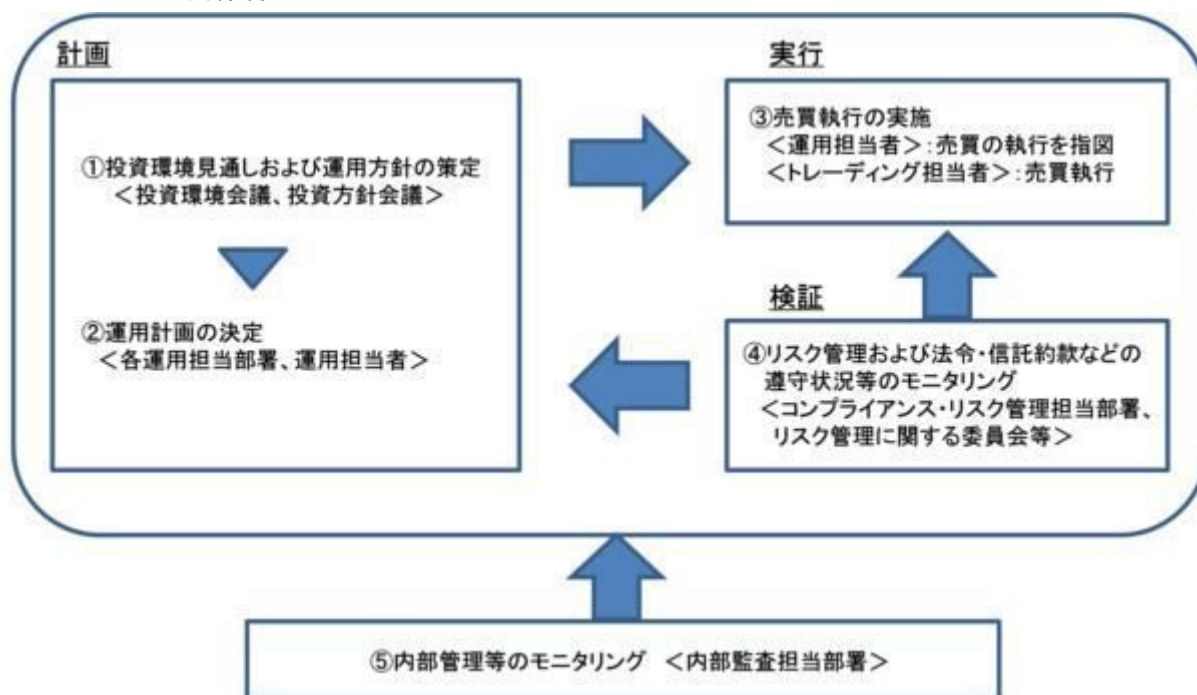 計画
①投資環境見通しおよび運用方針の策定
＜投資環境会議、投資方針会議＞
②運用計画の決定
＜各運用担当部署、運用担当者＞
実行
③売買執行の実施
＜運用担当者＞：売買の執行を指図
＜トレーディング担当者＞：売買執行
検証
④リスク管理および法令・信託約款などの
遵守状況等のモニタリング
＜コンプライアンス・リスク管理担当部署、
リスク管理に関する委員会等＞
⑤内部管理等のモニタリング ＜内部監査担当部署＞